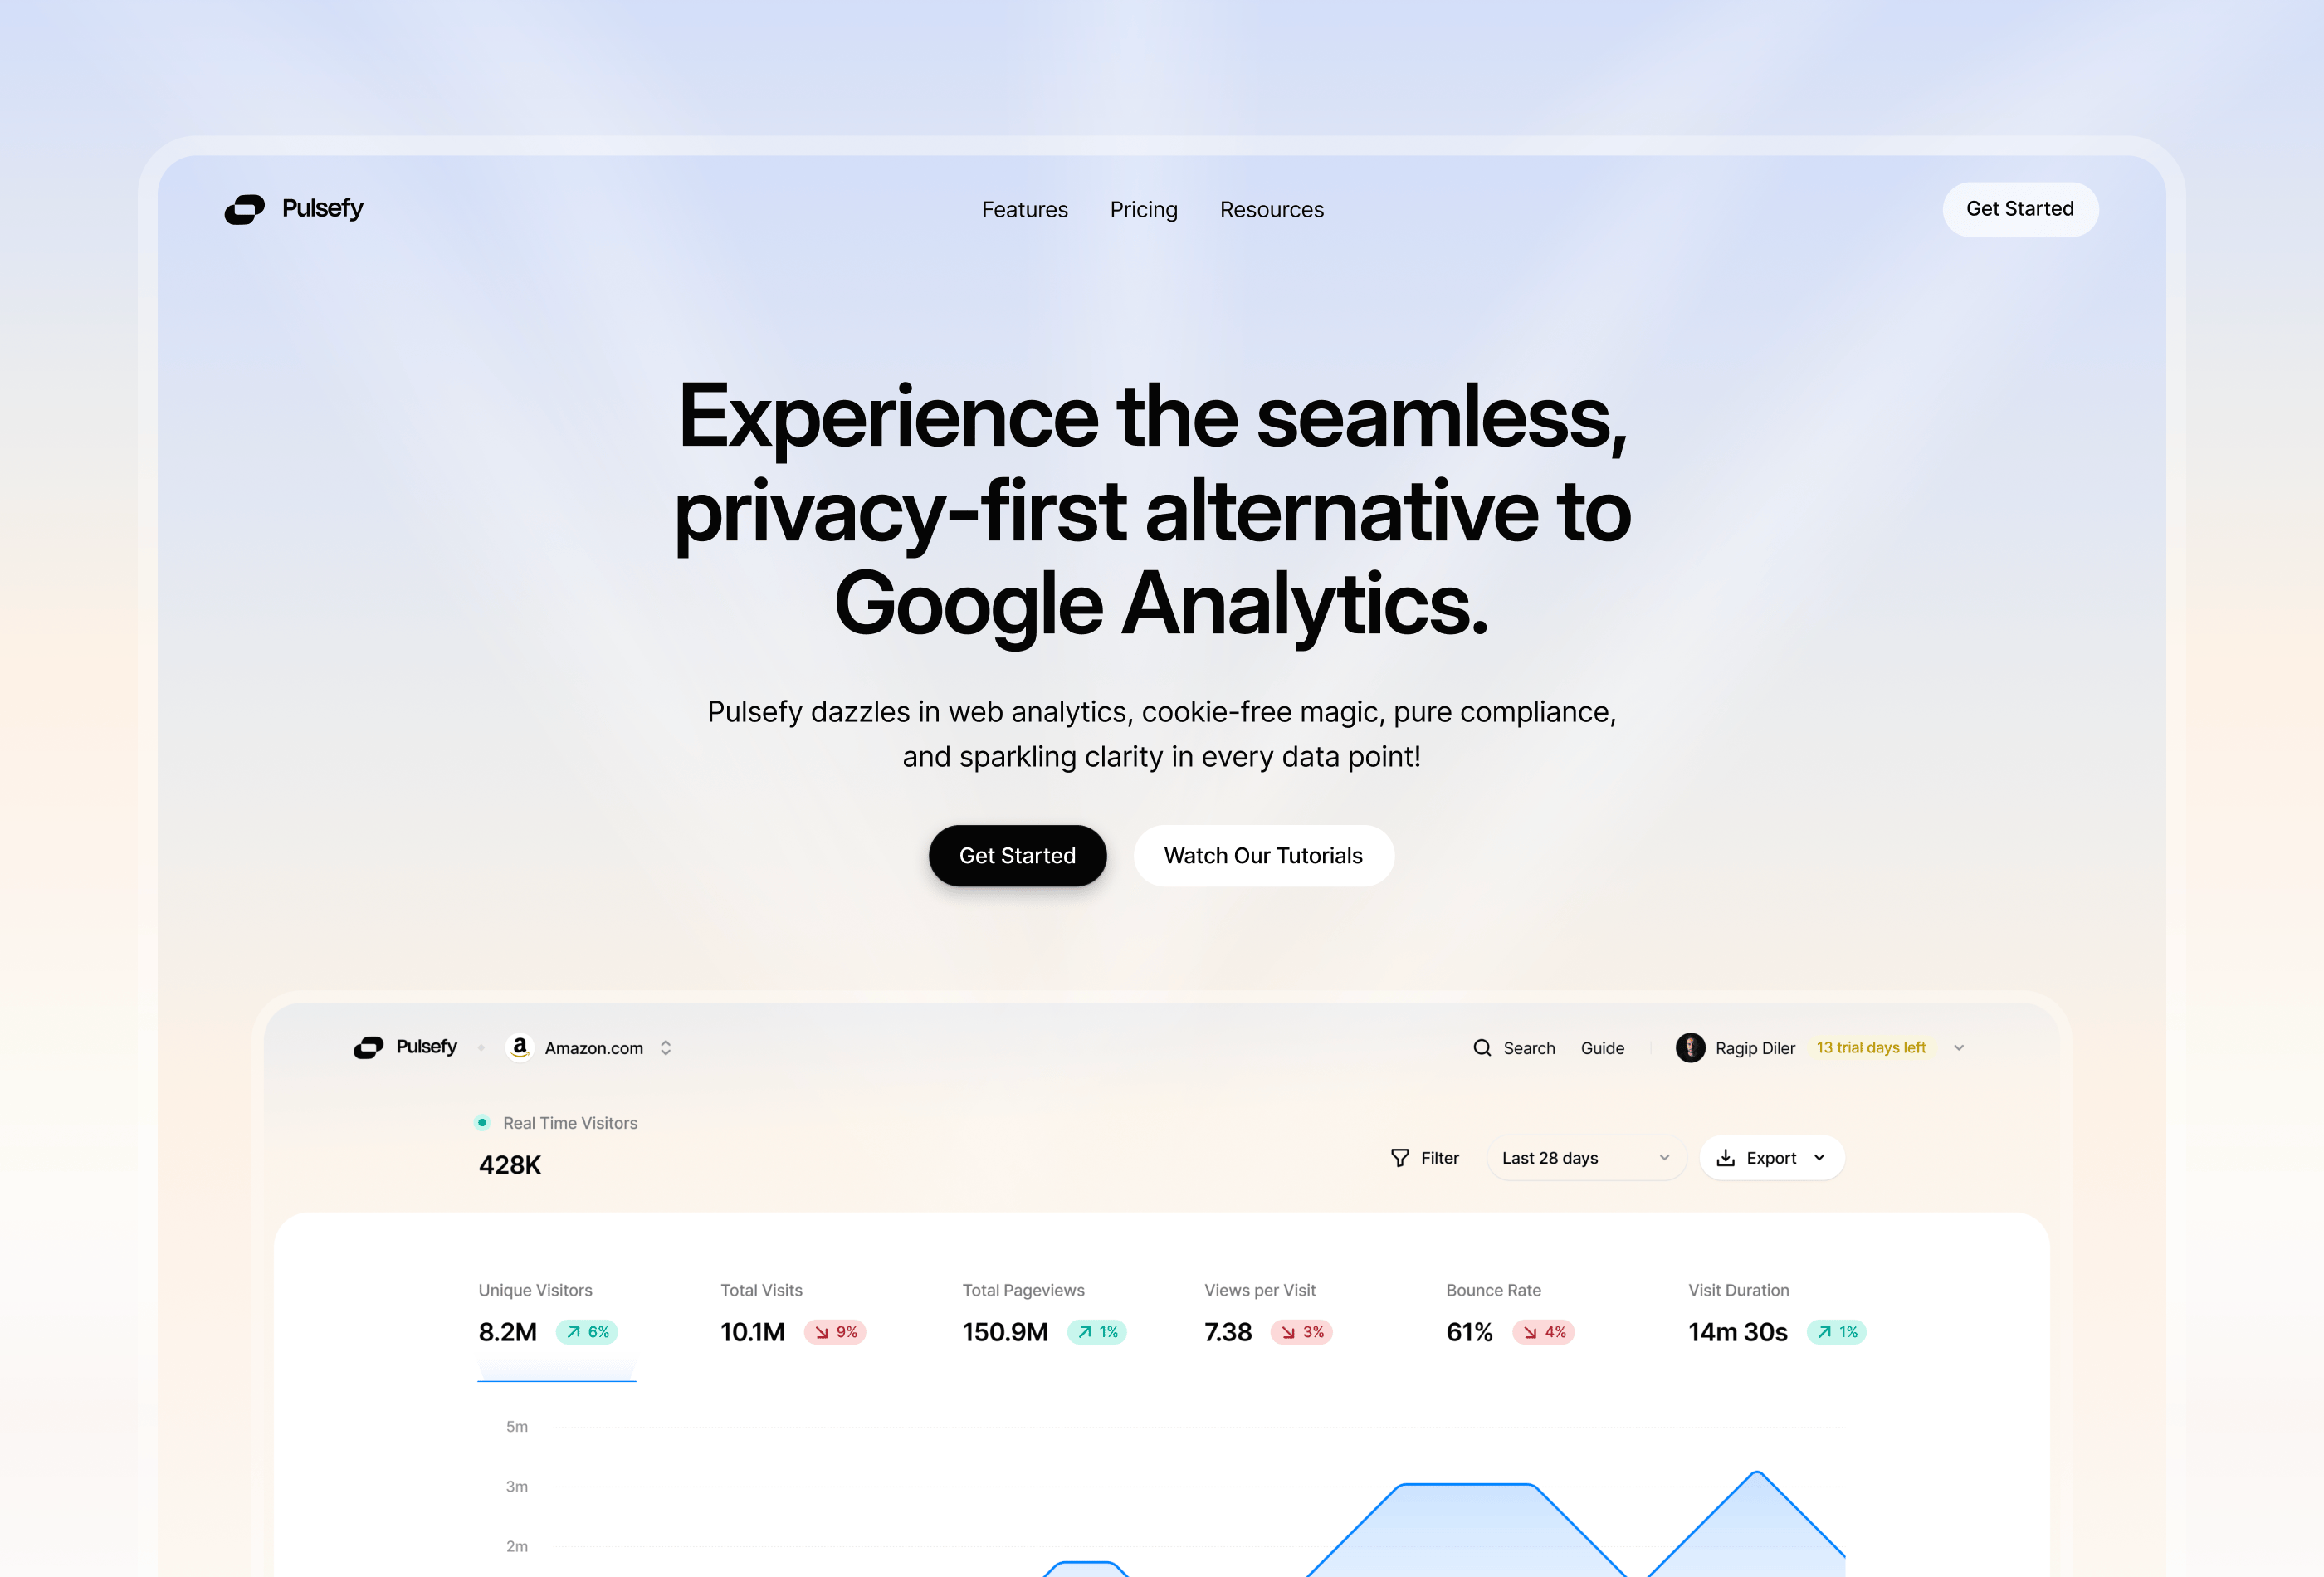 Pulsefy
Features Pricing Resources
Get Started
Experience the seamless,
privacy-first alternative to
Google Analytics.
Pulsefy dazzles in web analytics, cookie-free magic, pure compliance,
and sparkling clarity in every data point!
Get Started
Watch Our Tutorials
Pulsefy
a Amazon.com
Search Guide Ragip Diler 13 trial days left
Real Time Visitors
428K
Filter Last 28 days Export
Unique Visitors Total Visits Total Pageviews Views per Visit Bounce Rate Visit Duration
8.2M 6% 10.1M 9% 150.9M 1% 7.38 3% 61% 4% 14m 30s 1%
5m
3m
2m